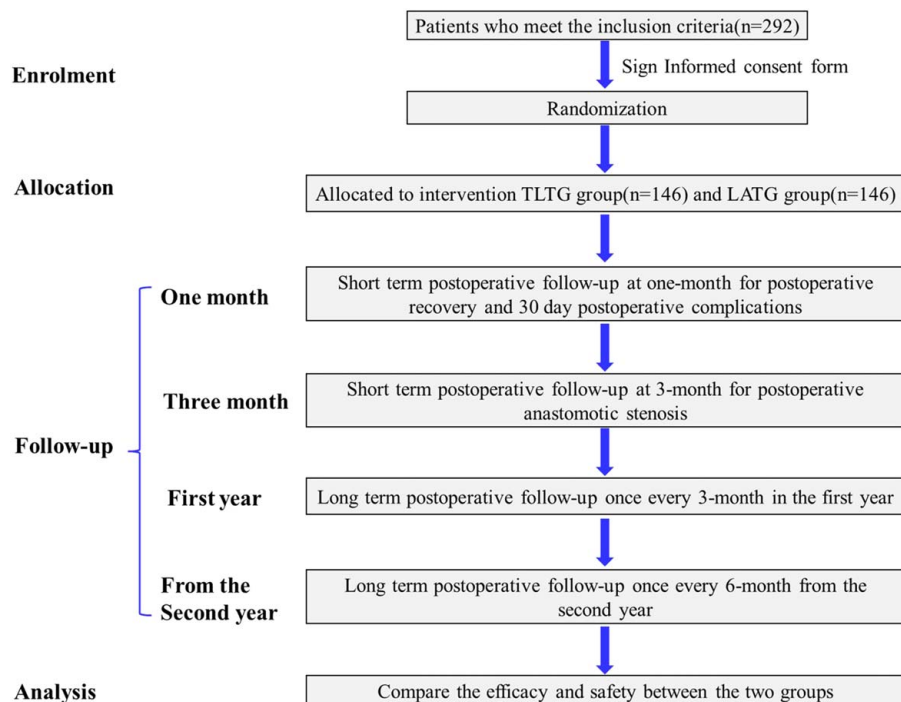 Patients who meet the inclusion criteria(n=292)
Enrolment
Sign Informed consent form
Randomization
Allocation
Allocated to intervention TLTG group(n=146) and LATG group(n=146)
One month
Short term postoperative follow-up at one-month for postoperative
recovery and 30 day postoperative complications
Three month
Short term postoperative follow-up at 3-month for postoperative
anastomotic stenosis
Follow-up
First year
Long term postoperative follow-up once every 3-month in the first year
From the
Second year
Long term postoperative follow-up once every 6-month from the
second year
Analysis
Compare the efficacy and safety between the two groups